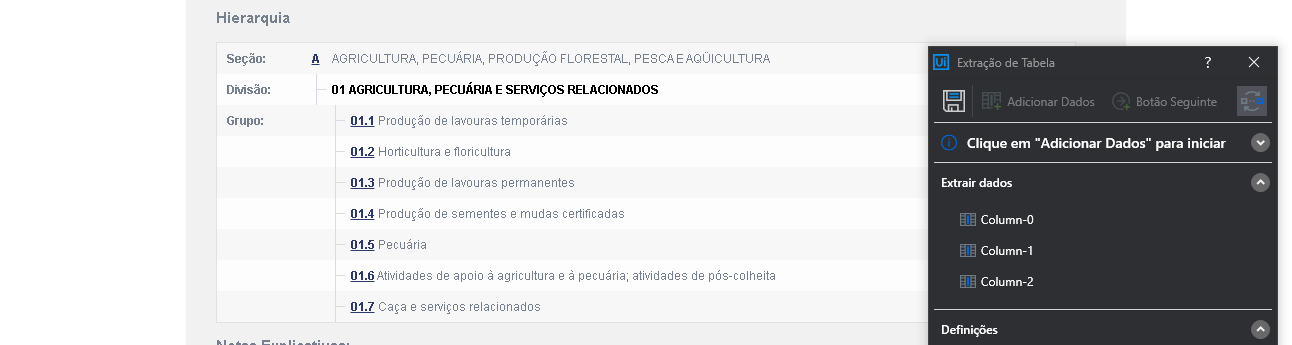 Hierarquia
Seção: A AGRICULTURA, PECUÁRIA, PRODUÇÃO FLORESTAL, PESCA E AQÜICULTURA
Divisão: 01 AGRICULTURA, PECUÁRIA E SERVIÇOS RELACIONADOS
Grupo: 01.1 Produção de lavouras temporárias
01.2 Horticultura e floricultura
01.3 Produção de lavouras permanentes
01.4 Produção de sementes e mudas certificadas
01.5 Pecuária
01.6 Atividades de apoio à agricultura e à pecuária; atividades de pós-colheita
01.7 Caça e serviços relacionados
Notas Explicativas:
Ui Extração de Tabela ?
Adicionar Dados Botão Seguinte
Clique em "Adicionar Dados" para iniciar
Extrair dados
Column-0
Column-1
Column-2
Definições